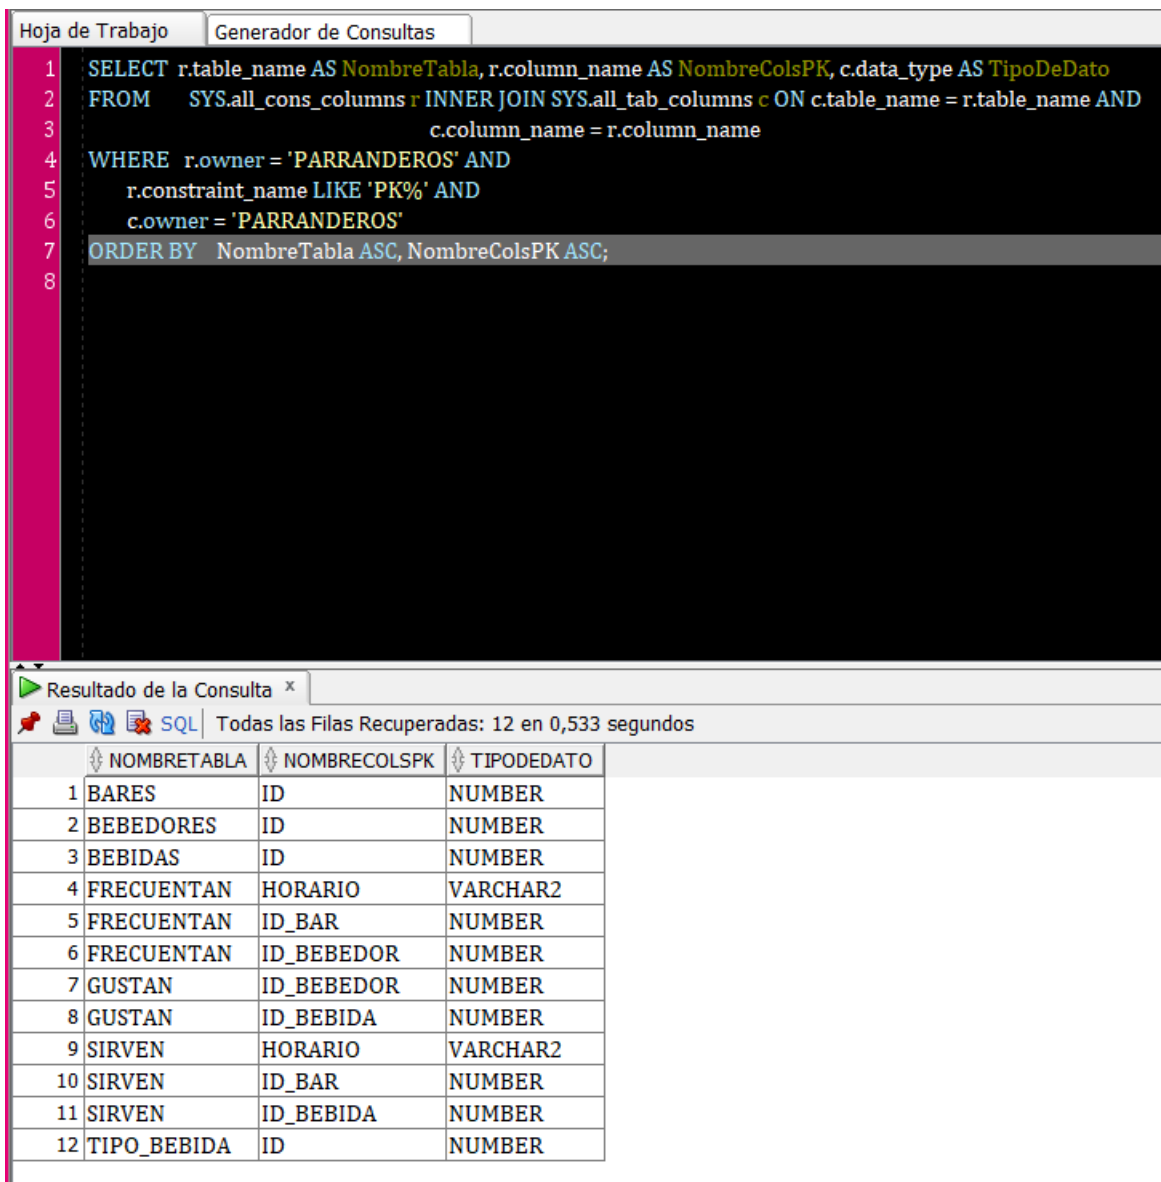 Hoja de Trabajo Generador de Consultas
1 SELECT r.table_name AS NombreTabla, r.column_name AS NombreColsPK, c.data_type AS TipoDeDato
2 FROM SYS.all_cons_columns r INNER JOIN SYS.all_tab_columns c ON c.table_name = r.table_name AND
3 c.column_name = r.column_name
4 WHERE r.owner = 'PARRANDEROS' AND
5 r.constraint_name LIKE 'PK%' AND
6 c.owner = 'PARRANDEROS'
7 ORDER BY NombreTabla ASC, NombreColsPK ASC;
8
Resultado de la Consulta x
SQL Todas las Filas Recuperadas: 12 en 0,533 segundos
NOMBRETABLA NOMBRECOLSPK TIPODEDATO
1 BARES ID NUMBER
2 BEBEDORES ID NUMBER
3 BEBIDAS ID NUMBER
4 FRECUENTAN HORARIO VARCHAR2
5 FRECUENTAN ID_BAR NUMBER
6 FRECUENTAN ID_BEBEDOR NUMBER
7 GUSTAN ID_BEBEDOR NUMBER
8 GUSTAN ID_BEBIDA NUMBER
9 SIRVEN HORARIO VARCHAR2
10 SIRVEN ID_BAR NUMBER
11 SIRVEN ID_BEBIDA NUMBER
12 TIPO_BEBIDA ID NUMBER